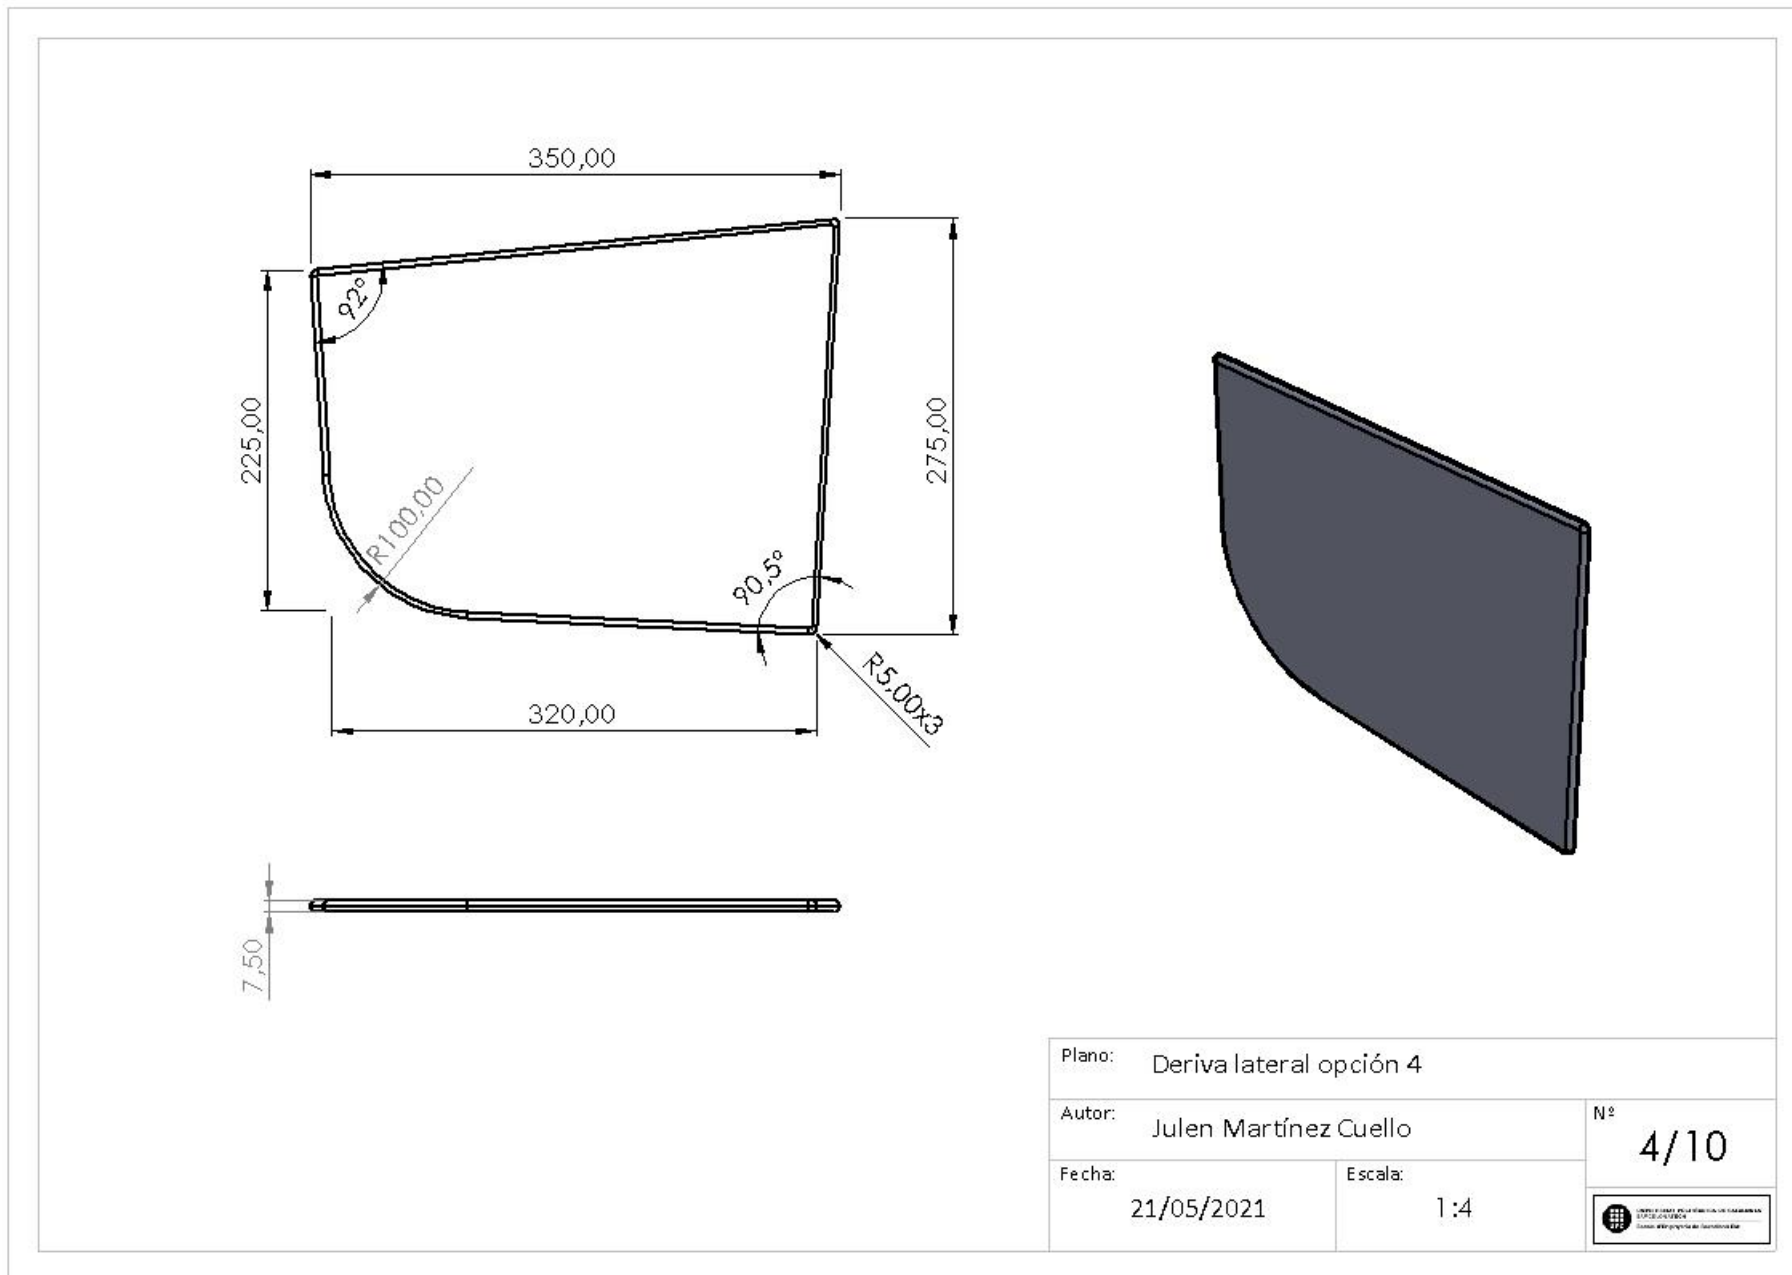 350,00
92°
225,00
275,00
R100,00
90,5°
R5,00x3
320,00
7,50
Plano: Deriva lateral opción 4
Autor: Julen Martínez Cuello
Nº
4/10
Fecha:
21/05/2021
Escala:
1:4